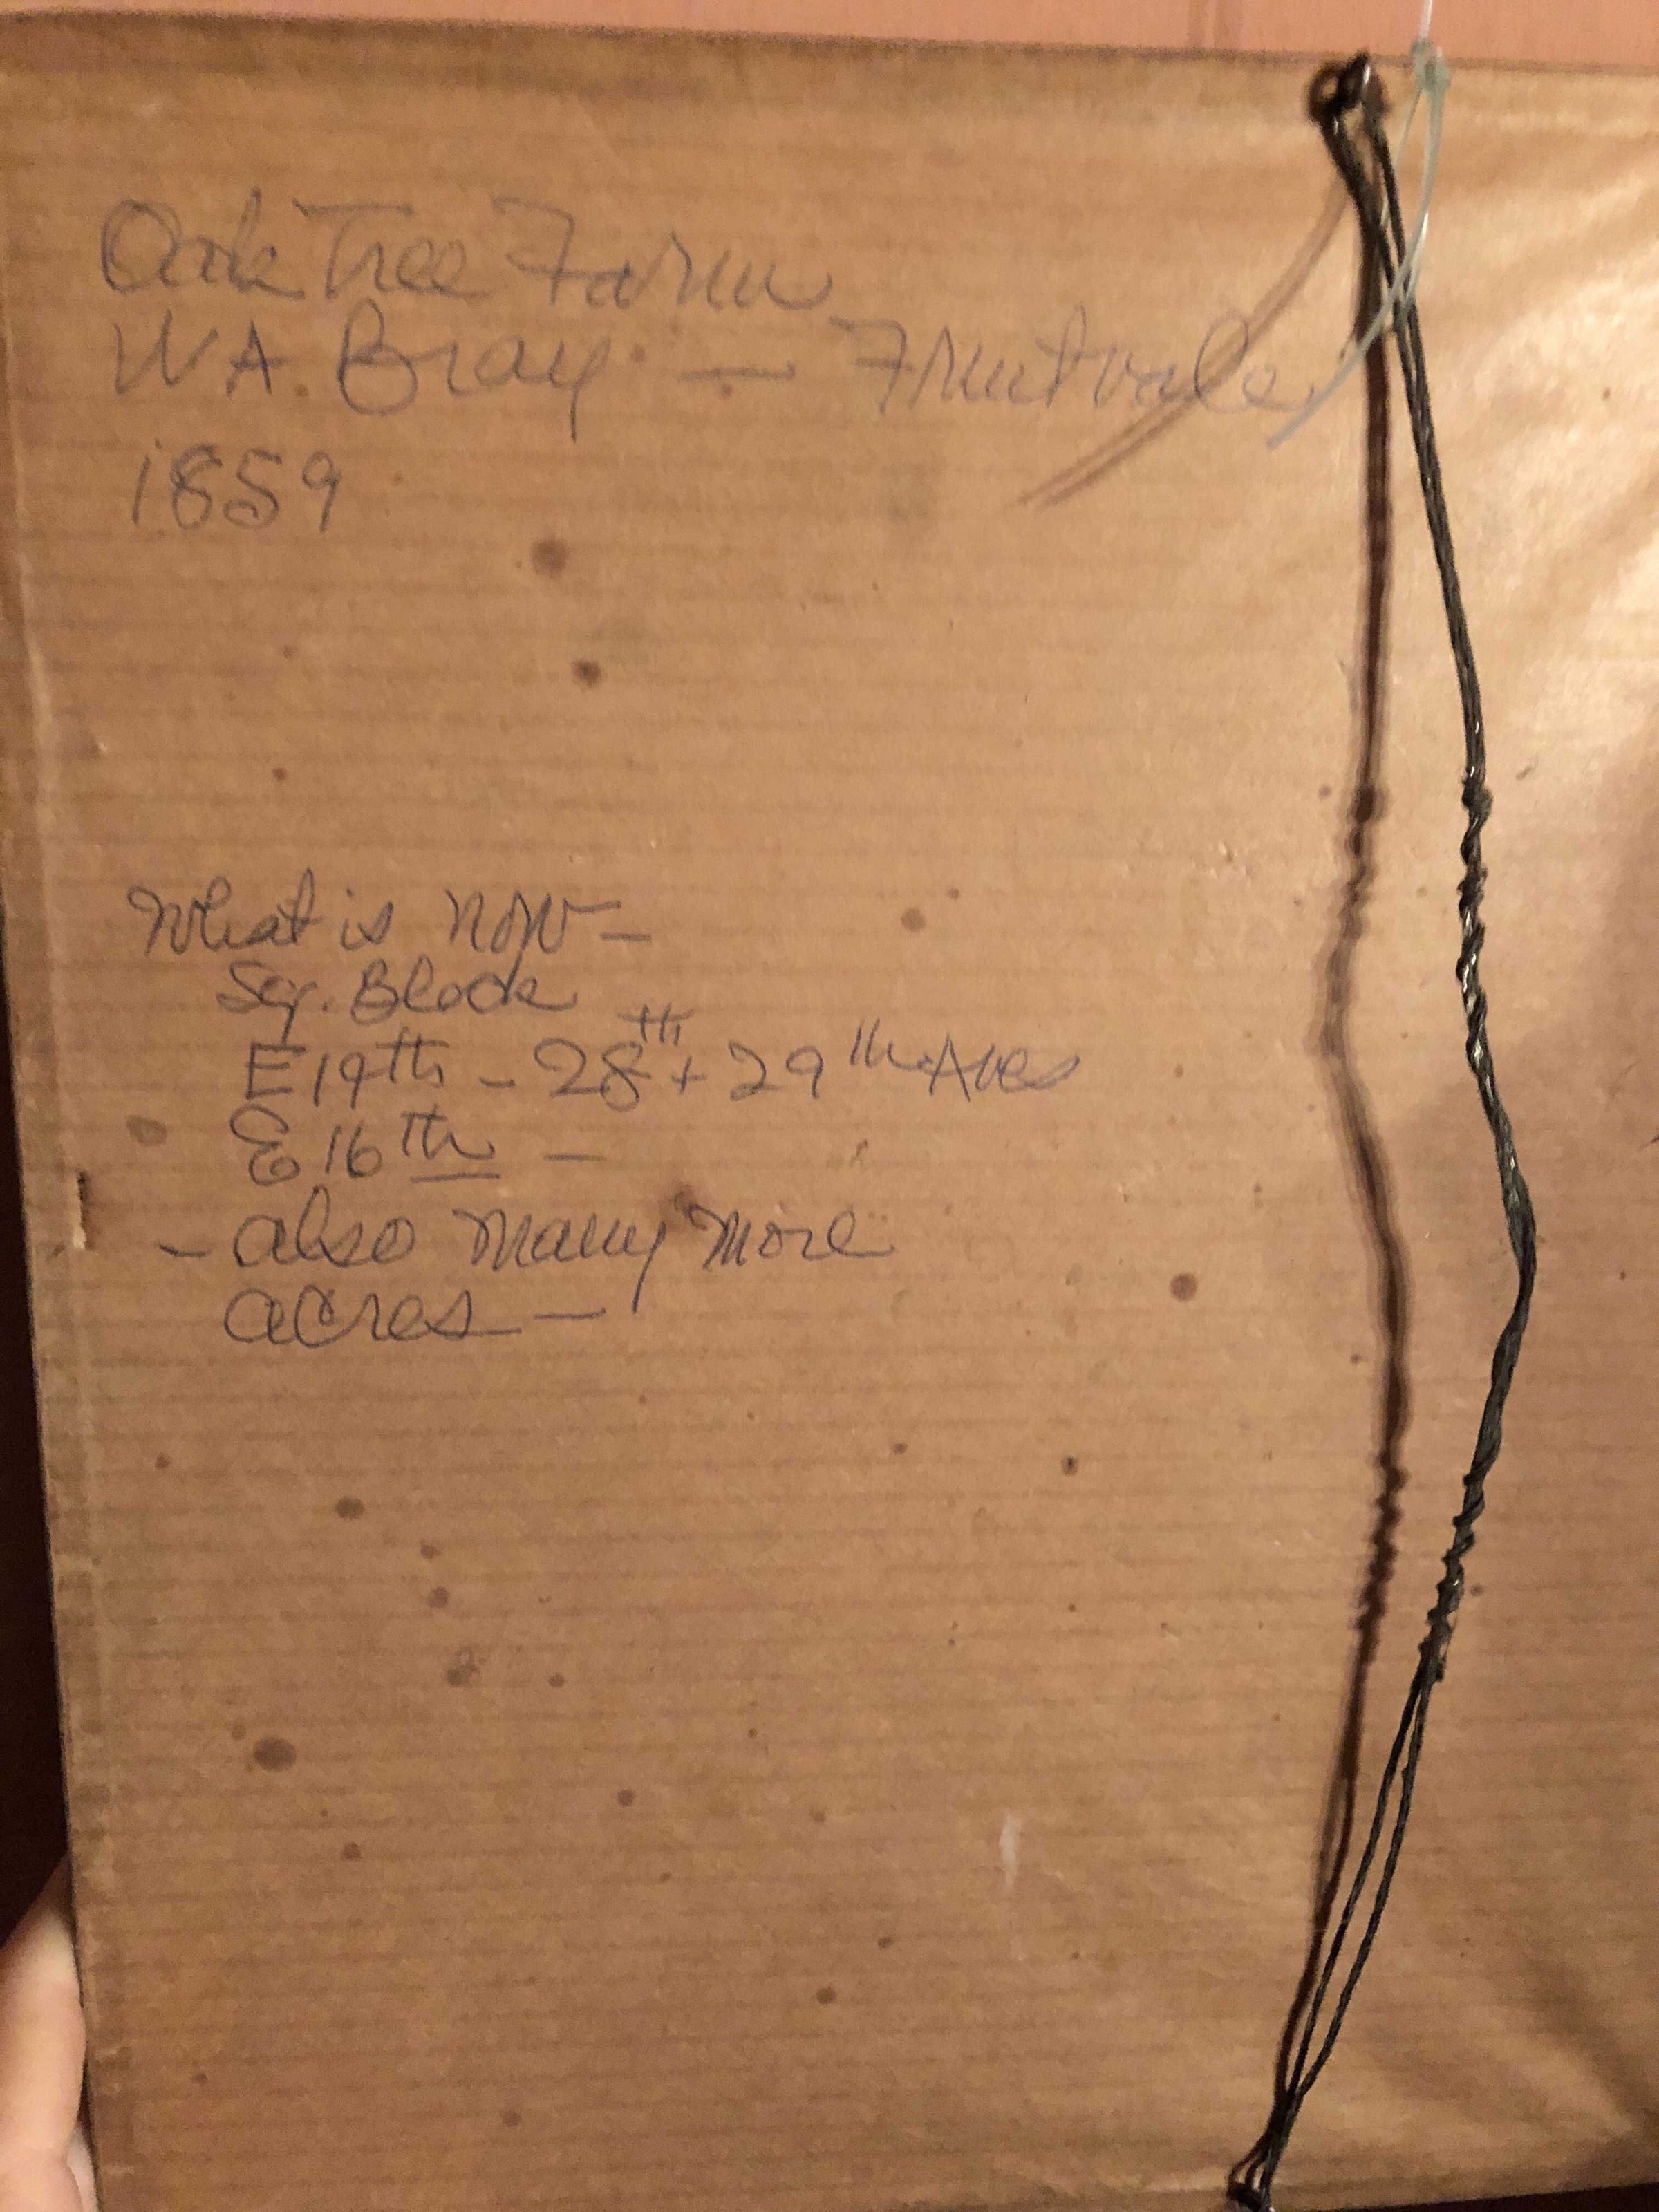 Oak Tree Farm
W A. Bray - Fruitvale
1859
What is now -
Sq. Block
E 19th - 28th + 29th Aves
E 16th -
- also many more
acres -